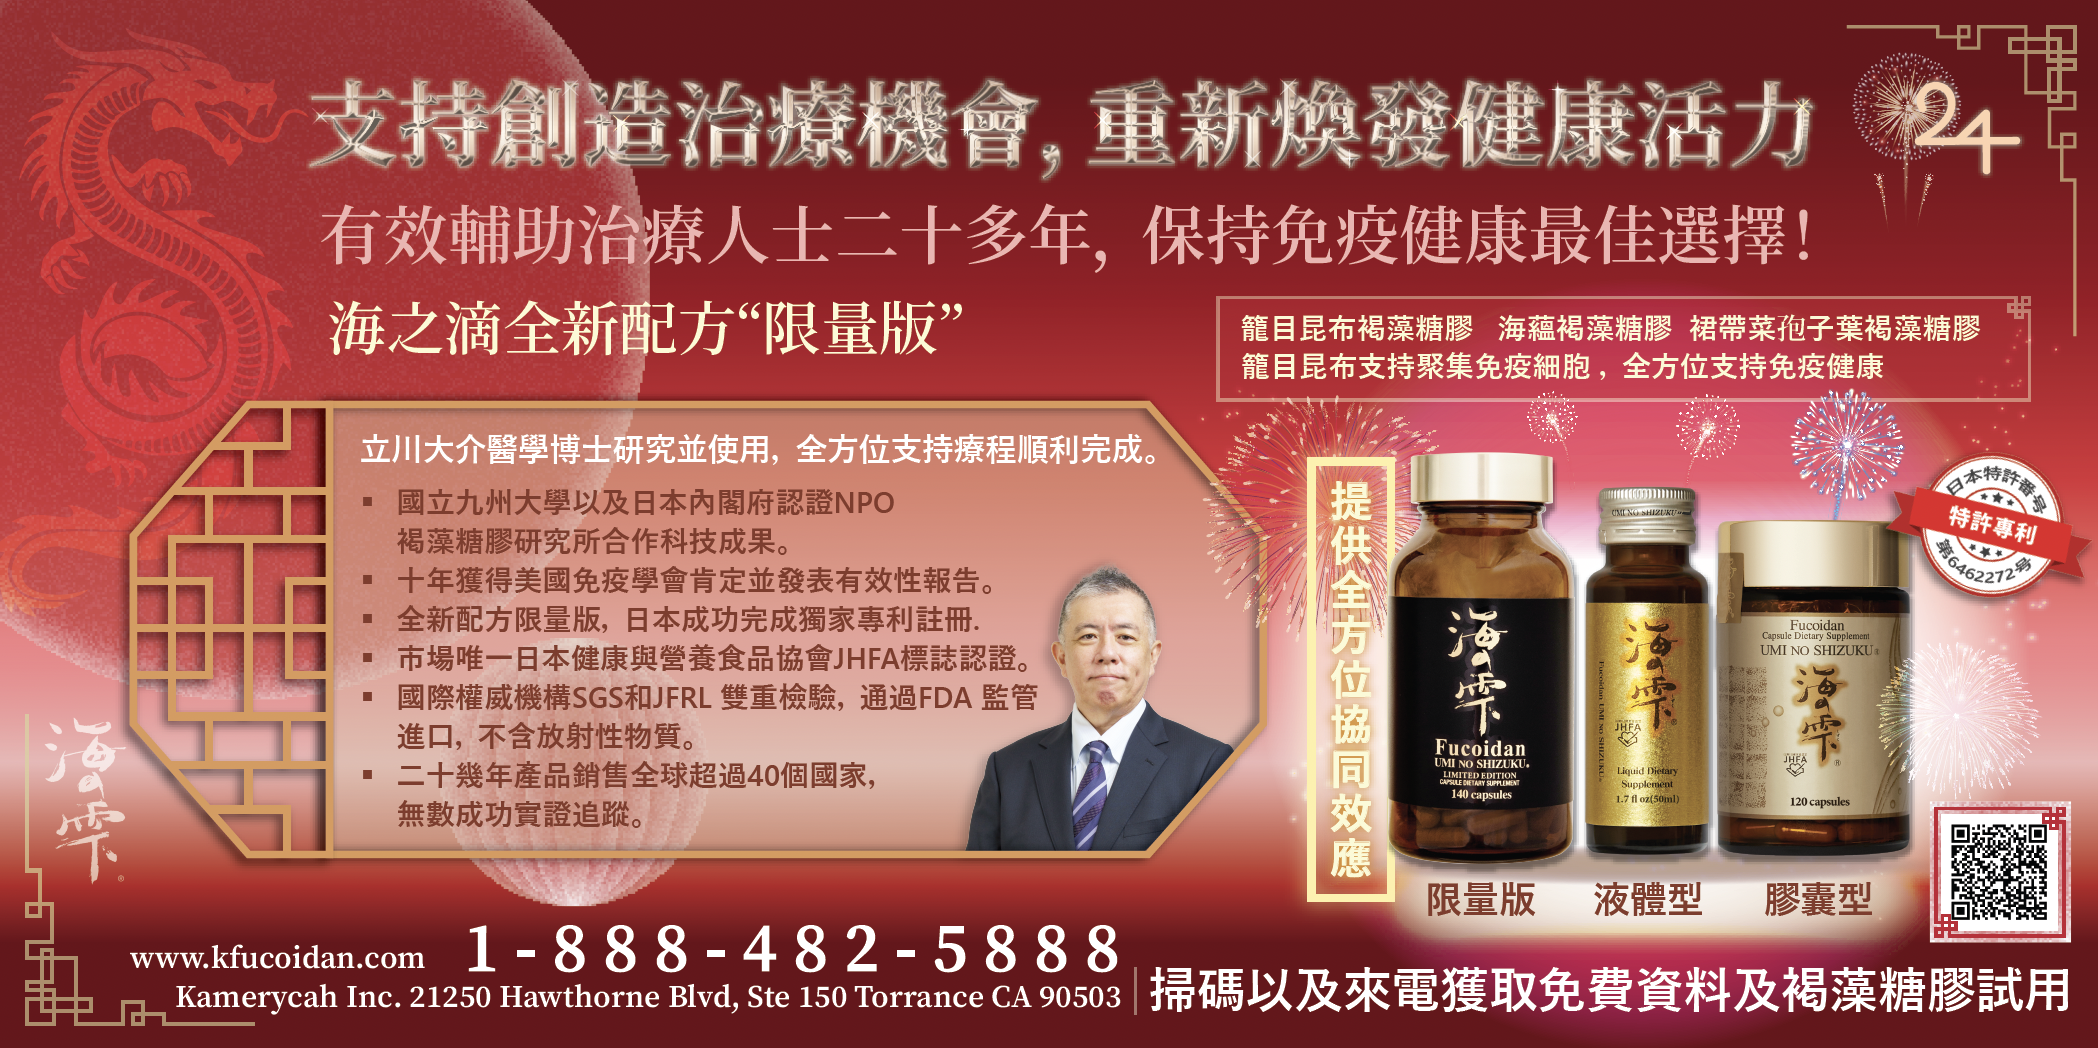 支持創造治療機會,重新煥發健康活力
24
有效輔助治療人士二十多年, 保持免疫健康最佳選擇!
海之滴全新配方“限量版”
籠目昆布褐藻糖膠 海蘊褐藻糖膠 裙帶菜孢子葉褐藻糖膠
籠目昆布支持聚集免疫細胞, 全方位支持免疫健康
立川大介醫學博士研究並使用, 全方位支持療程順利完成。
▪ 國立九州大學以及日本內閣府認證NPO
褐藻糖膠研究所合作科技成果。
▪ 十年獲得美國免疫學會肯定並發表有效性報告。
▪ 全新配方限量版, 日本成功完成獨家專利註冊.
▪ 市場唯一日本健康與營養食品協會JHFA標誌認證。
▪ 國際權威機構SGS和JFRL 雙重檢驗, 通過FDA 監管
進口, 不含放射性物質。
▪ 二十幾年產品銷售全球超過40個國家,
無數成功實證追蹤。
海の雫®
提供全方位協同效應
海の雫
Fucoidan
UMI NO SHIZUKU®
LIMITED EDITION
CAPSULE DIETARY SUPPLEMENT
140 capsules
UMI NO SHIZUKU®
海の雫®
Fucoidan UMI NO SHIZUKU®
JHFA
Liquid Dietary
Supplement
1.7 fl oz(50ml)
Fucoidan
Capsule Dietary Supplement
UMI NO SHIZUKU®
海の雫®
JHFA
120 capsules
日本特許番号
特許專利
第6462272号
限量版 液體型 膠囊型
www.kfucoidan.com 1-888-482-5888
Kamerycah Inc. 21250 Hawthorne Blvd, Ste 150 Torrance CA 90503
掃碼以及來電獲取免費資料及褐藻糖膠試用